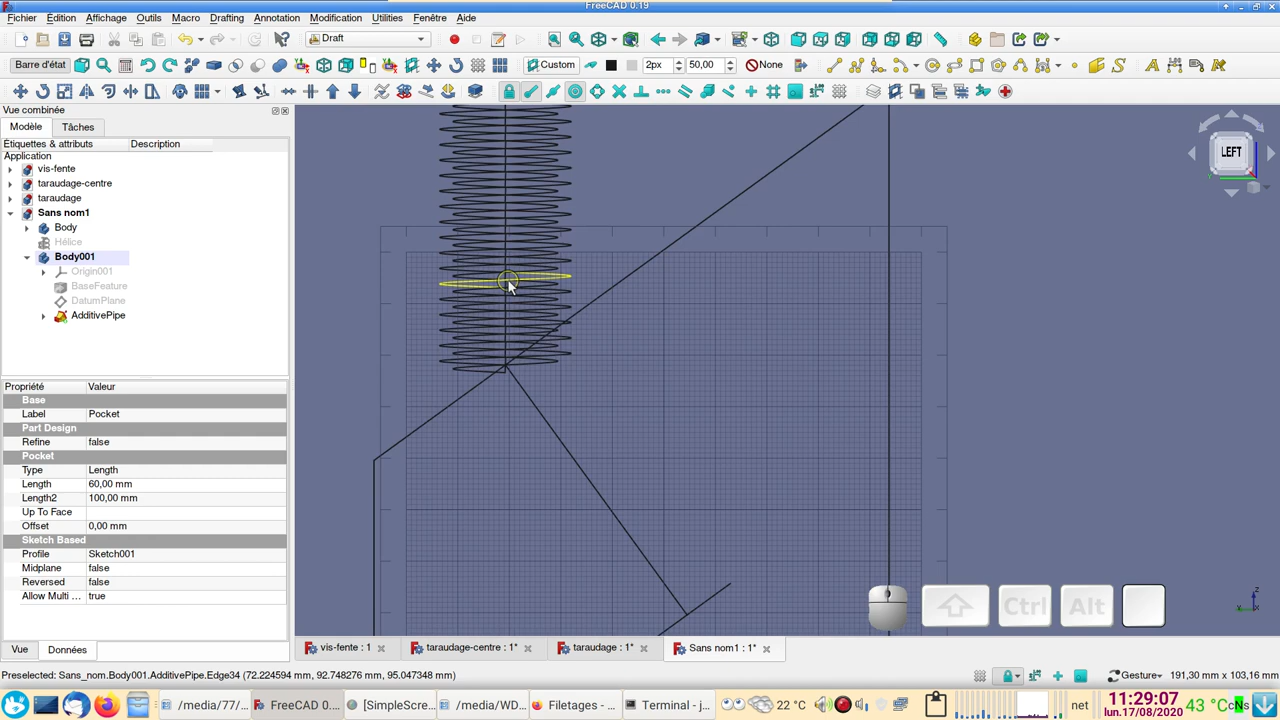 FreeCAD 0.19
Fichier Édition Affichage Outils Macro Drafting Annotation Modification Utilities Fenêtre Aide
Draft
Barre d'état Custom 2px 50,00 None
Vue combinée
Modèle Tâches
Étiquettes & attributs Description
Application
vis-fente
taraudage-centre
taraudage
Sans nom1
Body
Hélice
Body001
Origin001
BaseFeature
DatumPlane
AdditivePipe
LEFT
Propriété Valeur
Base
Label Pocket
Part Design
Refine false
Pocket
Type Length
Length 60,00 mm
Length2 100,00 mm
Up To Face
Offset 0,00 mm
Sketch Based
Profile Sketch001
Midplane false
Reversed false
Allow Multi ... true
Ctrl Alt
Vue Données
vis-fente : 1 taraudage-centre : 1* taraudage : 1* Sans nom1 : 1*
Preselected: Sans_nom.Body001.AdditivePipe.Edge34 (72.224594 mm, 92.748276 mm, 95.047348 mm) Gesture 191,30 mm x 103,16 mm
/media/77/... FreeCAD 0.... [SimpleScre... /media/WD... Filetages - ... Terminal - j... 22 °C net 11:29:07 lun.17/08/2020 43 °C